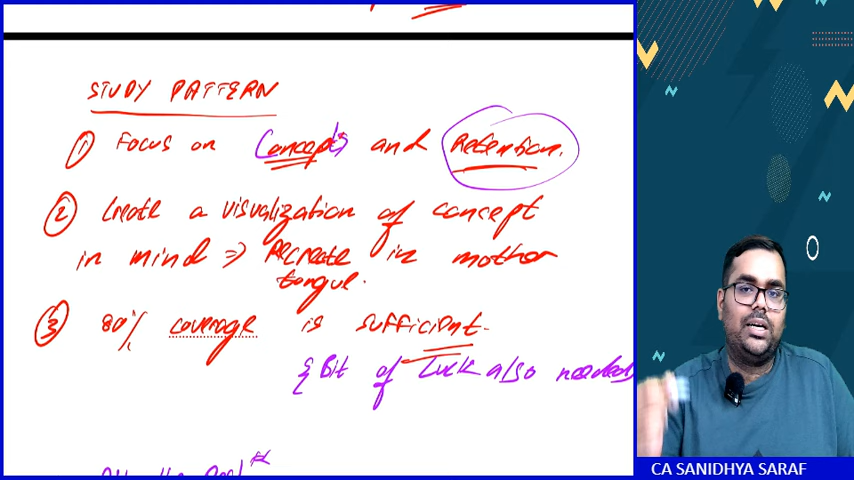 STUDY PATTERN
① Focus on Concepts and Retention.
② Create a visualization of concept
in mind ⇒ Recreate in mother
tongue.
③ 80% coverage is sufficient.
{Bit of Luck also needed}
CA SANIDHYA SARAF